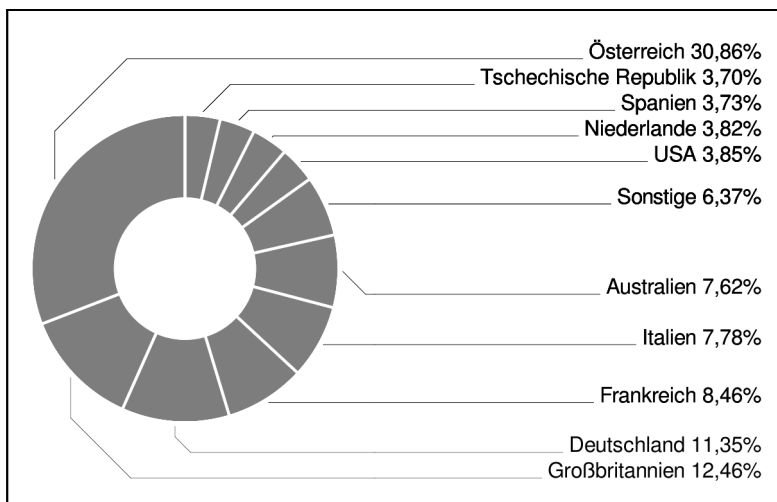 Österreich 30,86%
Tschechische Republik 3,70%
Spanien 3,73%
Niederlande 3,82%
USA 3,85%
Sonstige 6,37%
Australien 7,62%
Italien 7,78%
Frankreich 8,46%
Deutschland 11,35%
Großbritannien 12,46%